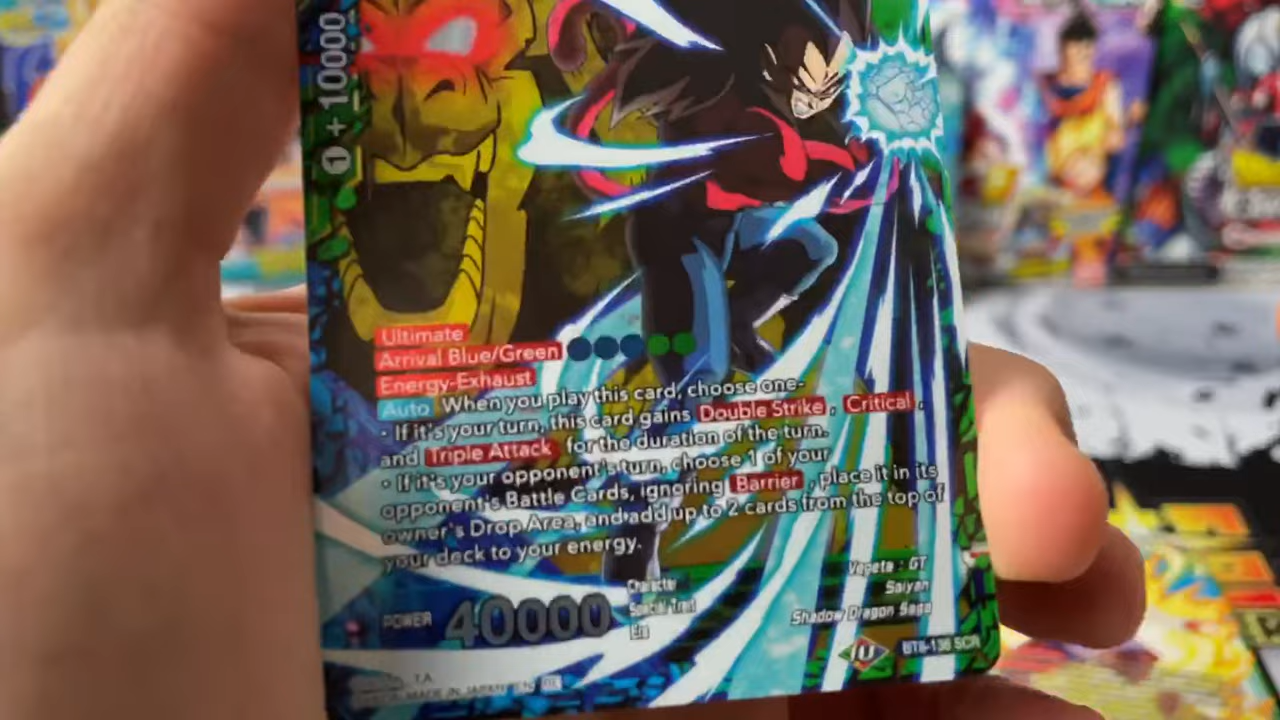 1 + 10000
Ultimate
Arrival Blue/Green
Energy-Exhaust
Auto When you play this card, choose one-
· If it's your turn, this card gains Double Strike , Critical ,
and Triple Attack for the duration of the turn.
· If it's your opponent's turn, choose 1 of your
opponent's Battle Cards, ignoring Barrier , place it in its
owner's Drop Area, and add up to 2 cards from the top of
your deck to your energy.
POWER 40000
Character Vegeta : GT
Special Trait Saiyan
Era Shadow Dragon Saga
MADE IN JAPAN